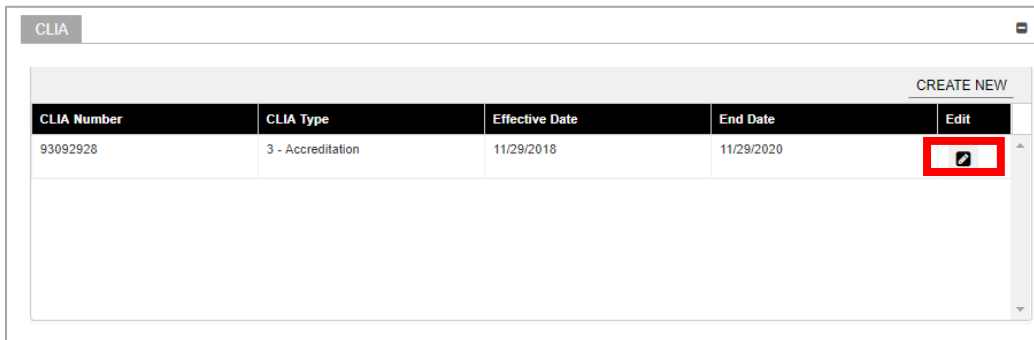 CLIA
CREATE NEW
CLIA Number CLIA Type Effective Date End Date Edit
93092928 3 - Accreditation 11/29/2018 11/29/2020